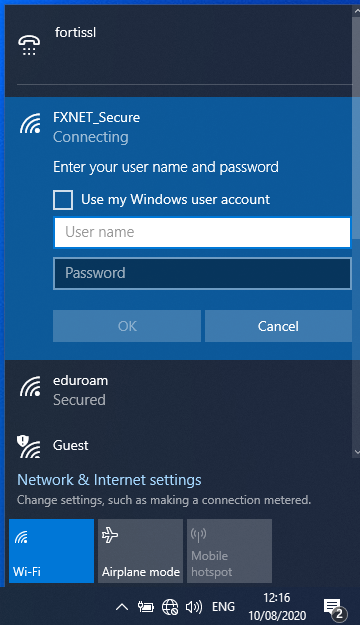 fortissl
FXNET_Secure
Connecting
Enter your user name and password
Use my Windows user account
User name
Password
OK Cancel
eduroam
Secured
Guest
Network & Internet settings
Change settings, such as making a connection metered.
Wi-Fi Airplane mode Mobile
hotspot
ENG 12:16
10/08/2020 2